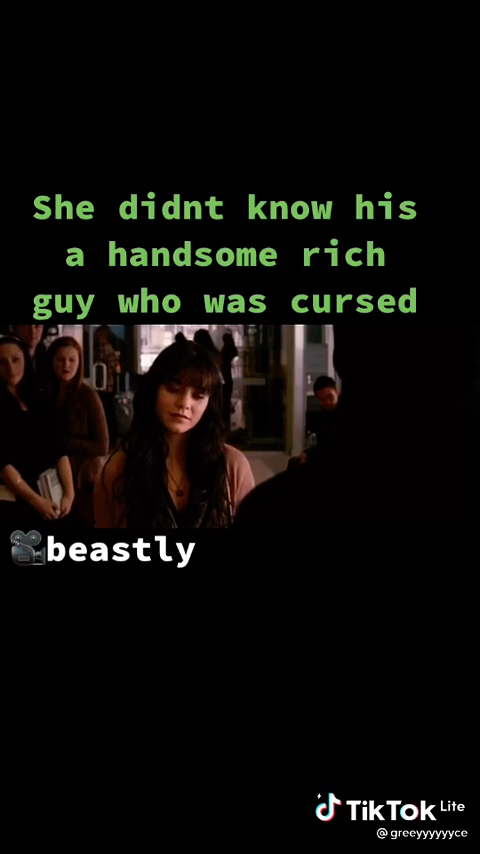 She didnt know his
a handsome rich
guy who was cursed
🎥beastly
TikTok Lite
@greeyyyyyyce